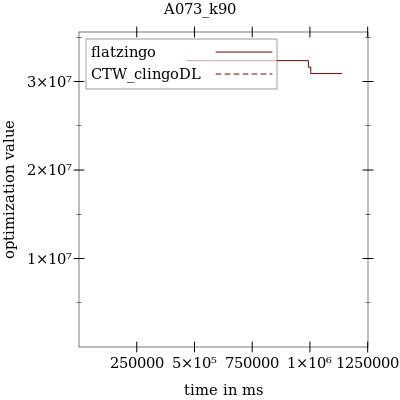 A073_k90
flatzingo
CTW_clingoDL
3×10⁷
2×10⁷
1×10⁷
optimization value
250000 5×10⁵ 750000 1×10⁶ 1250000
time in ms